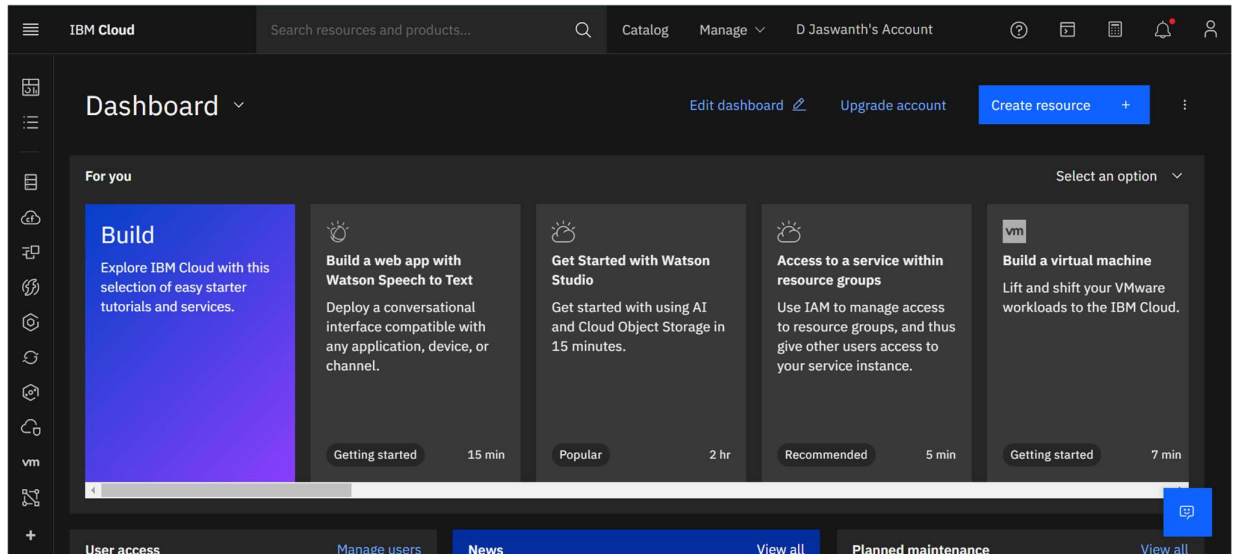 IBM Cloud
Search resources and products...
Catalog
Manage
D Jaswanth's Account
Dashboard
Edit dashboard
Upgrade account
Create resource +
For you
Select an option
Build
Explore IBM Cloud with this
selection of easy starter
tutorials and services.
Build a web app with
Watson Speech to Text
Deploy a conversational
interface compatible with
any application, device, or
channel.
Getting started
15 min
Get Started with Watson
Studio
Get started with using AI
and Cloud Object Storage in
15 minutes.
Popular
2 hr
Access to a service within
resource groups
Use IAM to manage access
to resource groups, and thus
give other users access to
your service instance.
Recommended
5 min
vm
Build a virtual machine
Lift and shift your VMware
workloads to the IBM Cloud.
Getting started
7 min
cf
vm
User access
Manage users
News
View all
Planned maintenance
View all